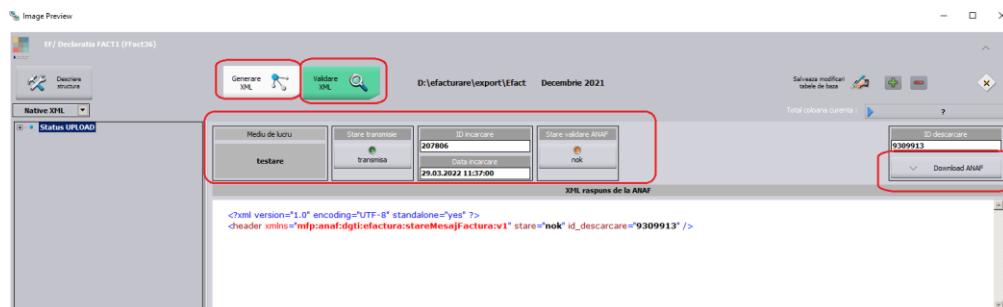 Image Preview
EF/ Declaratia FACT1 (FFact36)
Descriere structura
Generare XML
Validare XML
D:\efacturare\export\Efact Decembrie 2021
Salveaza modificari tabele de baza
Native XML
Total coloana curenta :
?
Status UPLOAD
Mediu de lucru
testare
Stare transmisie
transmisa
ID incarcare
207806
Data incarcare
29.03.2022 11:37:00
Stare validare ANAF
nok
ID descarcare
9309913
Download ANAF
XML raspuns de la ANAF
<?xml version="1.0" encoding="UTF-8" standalone="yes" ?>
<header xmlns="mfp:anaf:dgti:efactura:stareMesajFactura:v1" stare="nok" id_descarcare="9309913" />